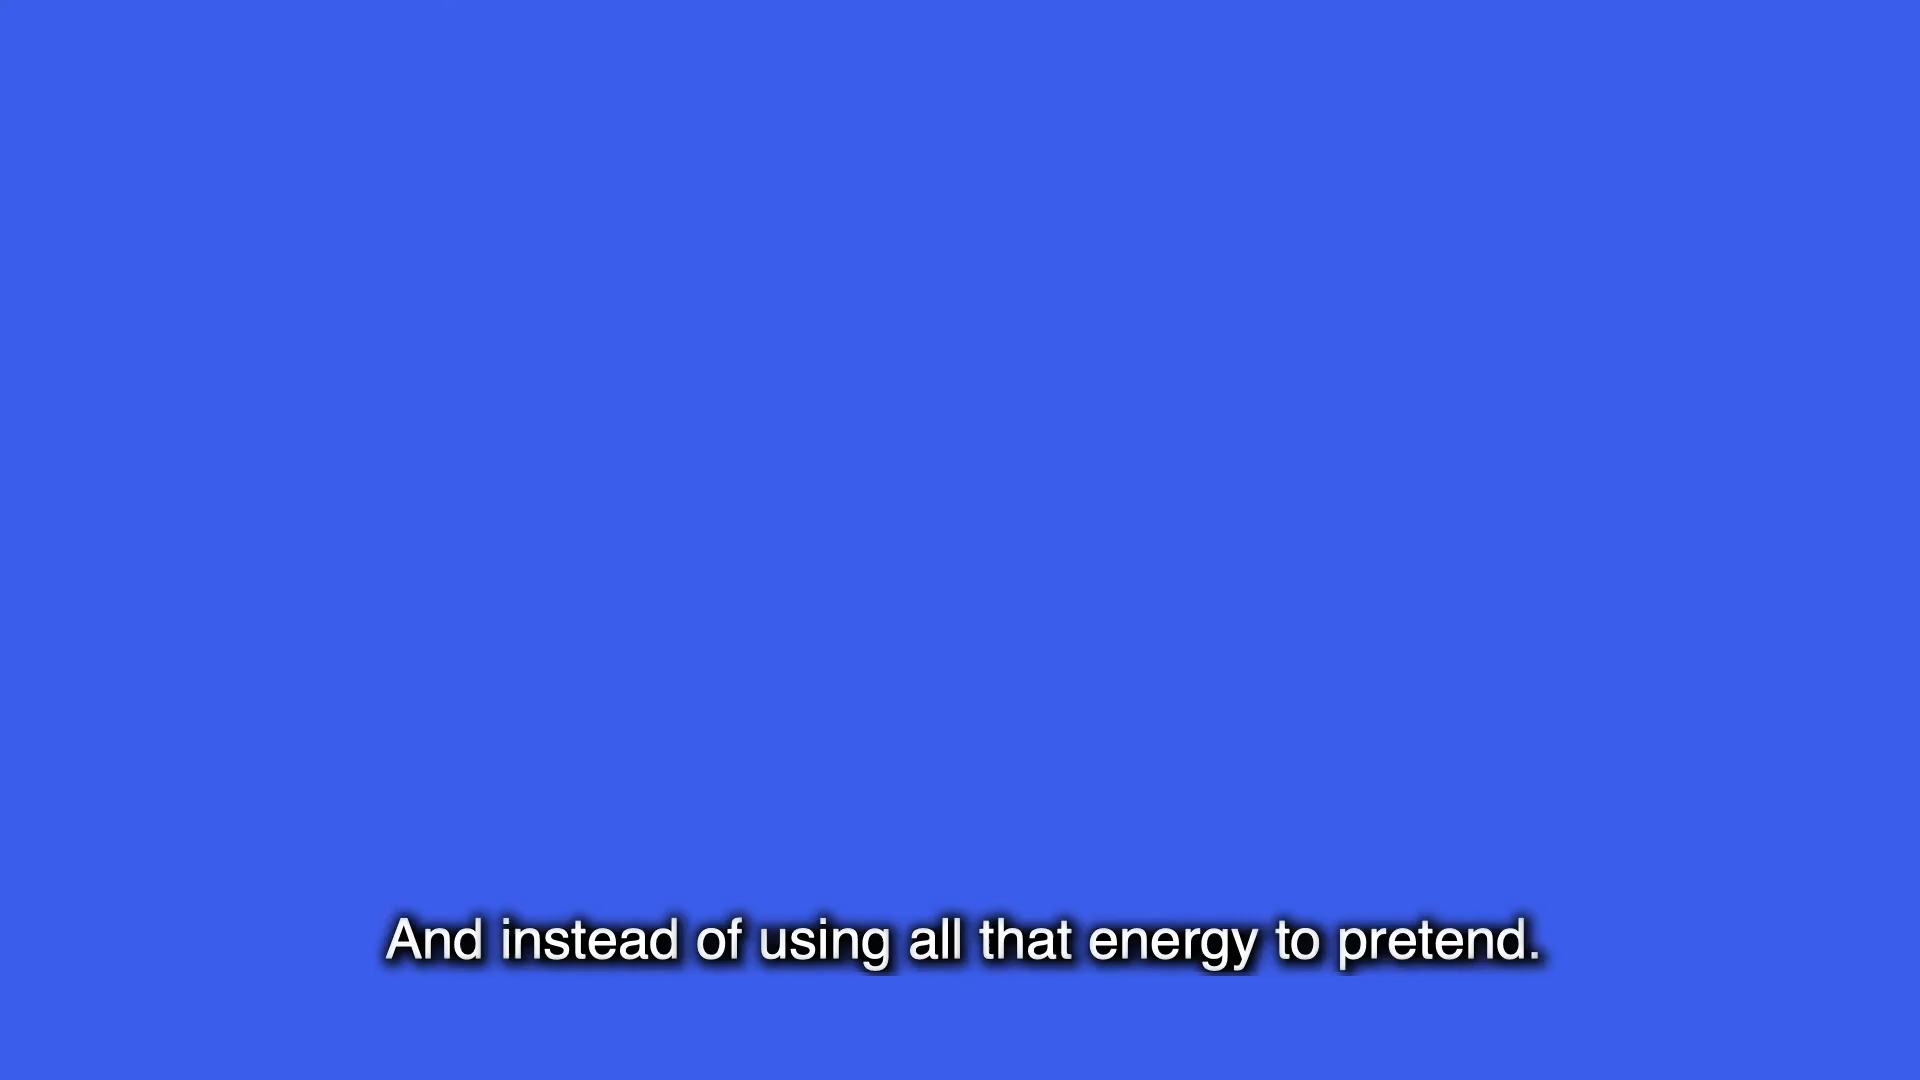 And instead of using all that energy to pretend.